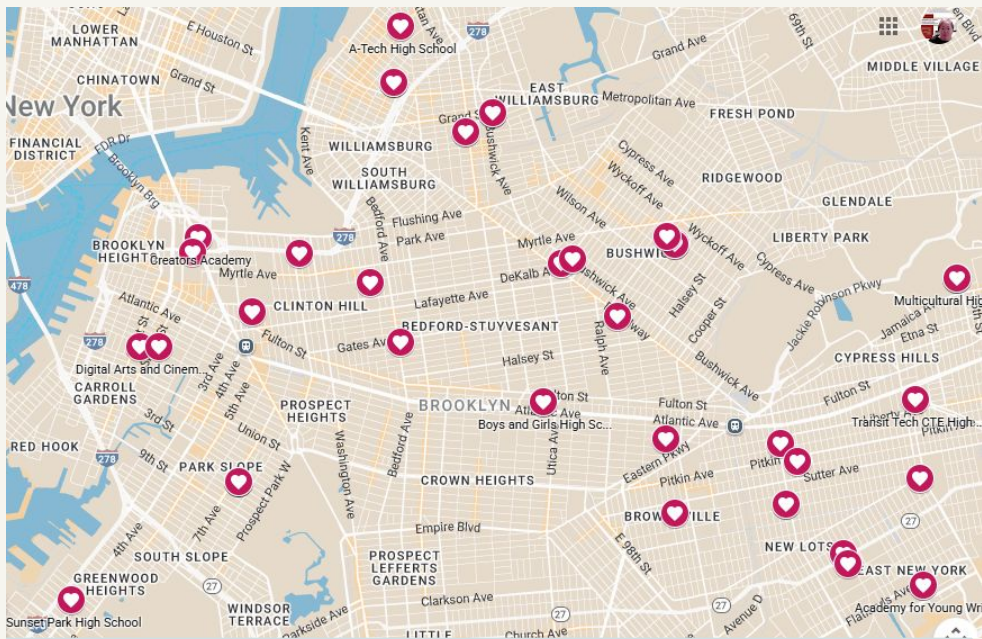 LOWER
MANHATTAN
E Houston St
278
A-Tech High School
69th St
MIDDLE VILLAGE
CHINATOWN
Grand St
Grand Ave
New York
EAST
WILLIAMSBURG
Metropolitan Ave
FRESH POND
FINANCIAL
DISTRICT
FDR Dr
Kent Ave
Bushwick Ave
WILLIAMSBURG
Brooklyn Brg
SOUTH
WILLIAMSBURG
Cypress Ave
Wyckoff Ave
RIDGEWOOD
Bedford Ave
Flushing Ave
Wilson Ave
GLENDALE
278
Park Ave
Myrtle Ave
Wyckoff Ave
LIBERTY PARK
BROOKLYN
HEIGHTS
Creators Academy
Myrtle Ave
DeKalb Ave
Bushwick Ave
Cypress Ave
478
Atlantic Ave
CLINTON HILL
Lafayette Ave
Halsey St
Cooper St
Jackie Robinson Pkwy
Multicultural Hig
Jamaica Ave
Etna St
278
Fulton St
BEDFORD-STUYVESANT
Gates Ave
Ralph Ave
Halsey St
Bushwick Ave
CYPRESS HILLS
Digital Arts and Cinem...
CARROLL
GARDENS
3rd Ave
4th Ave
5th Ave
PROSPECT
HEIGHTS
BROOKLYN
Atlantic Ave
Boys and Girls High Sc...
Fulton St
Atlantic Ave
Fulton St
Transit Tech CTE High...
RED HOOK
3rd St
Union St
9th St
Washington Ave
Bedford Ave
Utica Ave
Eastern Pkwy
278
PARK SLOPE
Prospect Park W
7th Ave
CROWN HEIGHTS
Pitkin Ave
Sutter Ave
4th Ave
Empire Blvd
E 98th St
27
NEW LOTS
SOUTH SLOPE
PROSPECT
LEFFERTS
GARDENS
EAST NEW YORK
GREENWOOD
HEIGHTS
27
Clarkson Ave
27
Avenue D
Academy for Young Wri
Sunset Park High School
WINDSOR
TERRACE
Parkside Ave
LITTLE
Church Ave